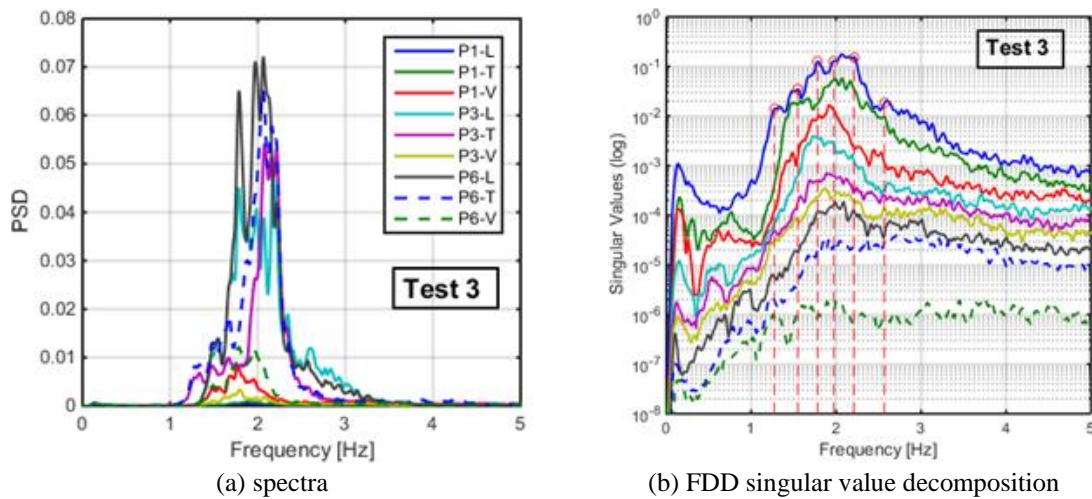 0.08
0.07
0.06
0.05
0.04
0.03
0.02
0.01
0
PSD
P1-L
P1-T
P1-V
P3-L
P3-T
P3-V
P6-L
P6-T
P6-V
Test 3
0 1 2 3 4 5
Frequency [Hz]
(a) spectra
10^0
10^-1
10^-2
10^-3
10^-4
10^-5
10^-6
10^-7
10^-8
Singular Values (log)
Test 3
0 1 2 3 4 5
Frequency [Hz]
(b) FDD singular value decomposition